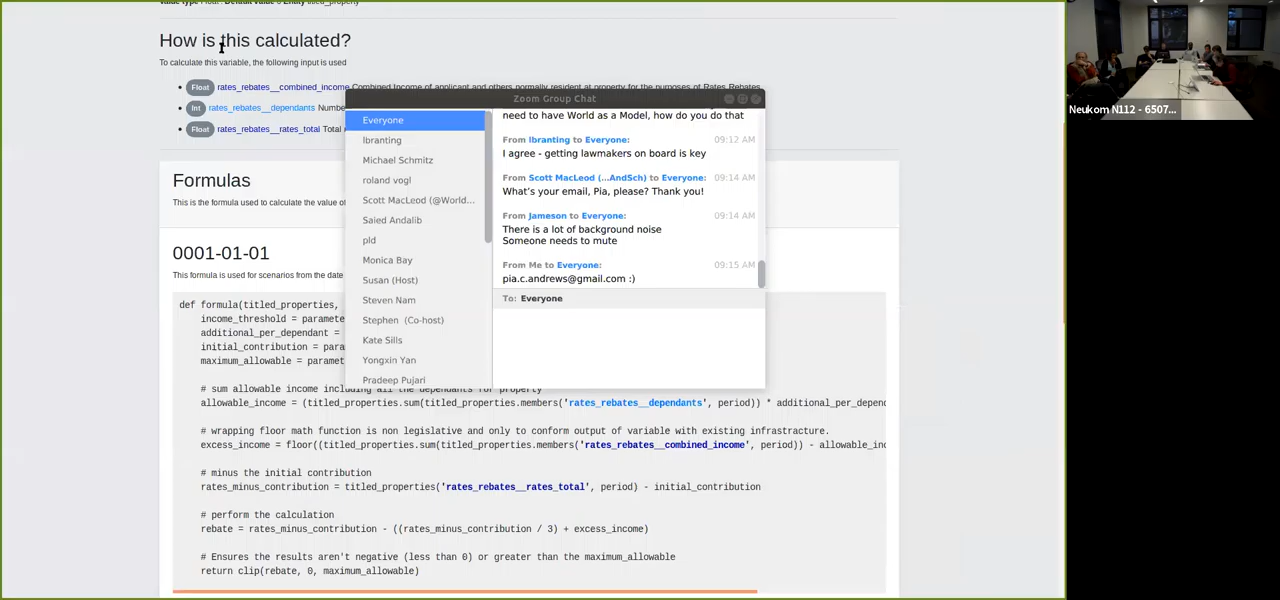 Value type Float . Default value 0 Entity titled_property
How is this calculated?
To calculate this variable, the following input is used
Float rates_rebates__combined_income Combined Income of applicant and others normally resident at property for the purposes of Rates Rebates
Int rates_rebates__dependants Numbe
Float rates_rebates__rates_total Total
Formulas
This is the formula used to calculate the value of
0001-01-01
This formula is used for scenarios from the date
def formula(titled_properties,
income_threshold = paramete
additional_per_dependant =
initial_contribution = para
maximum_allowable = paramet
# sum allowable income including all the dependants for property
allowable_income = (titled_properties.sum(titled_properties.members('rates_rebates__dependants', period)) * additional_per_depend
# wrapping floor math function is non legislative and only to conform output of variable with existing infrastracture.
excess_income = floor((titled_properties.sum(titled_properties.members('rates_rebates__combined_income', period)) - allowable_inc
# minus the initial contribution
rates_minus_contribution = titled_properties('rates_rebates__rates_total', period) - initial_contribution
# perform the calculation
rebate = rates_minus_contribution - ((rates_minus_contribution / 3) + excess_income)
# Ensures the results aren't negative (less than 0) or greater than the maximum_allowable
return clip(rebate, 0, maximum_allowable)
Zoom Group Chat
Everyone
lbranting
Michael Schmitz
roland vogl
Scott MacLeod (@World...
Saied Andalib
pld
Monica Bay
Susan (Host)
Steven Nam
Stephen (Co-host)
Kate Sills
Yongxin Yan
Pradeep Pujari
need to have World as a Model, how do you do that
From lbranting to Everyone: 09:12 AM
I agree - getting lawmakers on board is key
From Scott MacLeod (...AndSch) to Everyone: 09:14 AM
What's your email, Pia, please? Thank you!
From Jameson to Everyone: 09:14 AM
There is a lot of background noise
Someone needs to mute
From Me to Everyone: 09:15 AM
pia.c.andrews@gmail.com :)
To: Everyone
Neukom N112 - 6507...